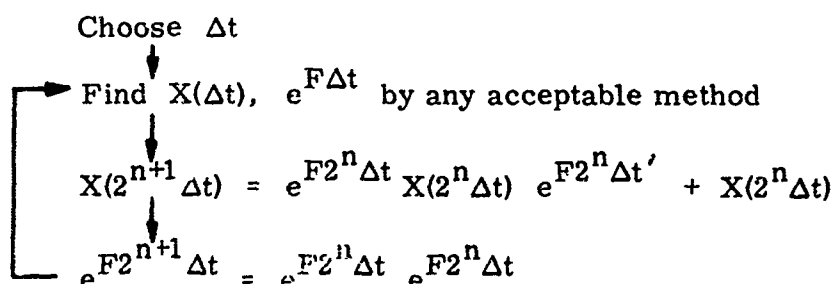 Choose Δt
Find X(Δt), e^{FΔt} by any acceptable method
X(2^{n+1}Δt) = e^{F2^nΔt} X(2^nΔt) e^{F2^nΔt'} + X(2^nΔt)
e^{F2^{n+1}Δt} = e^{F2^nΔt} e^{F2^nΔt}